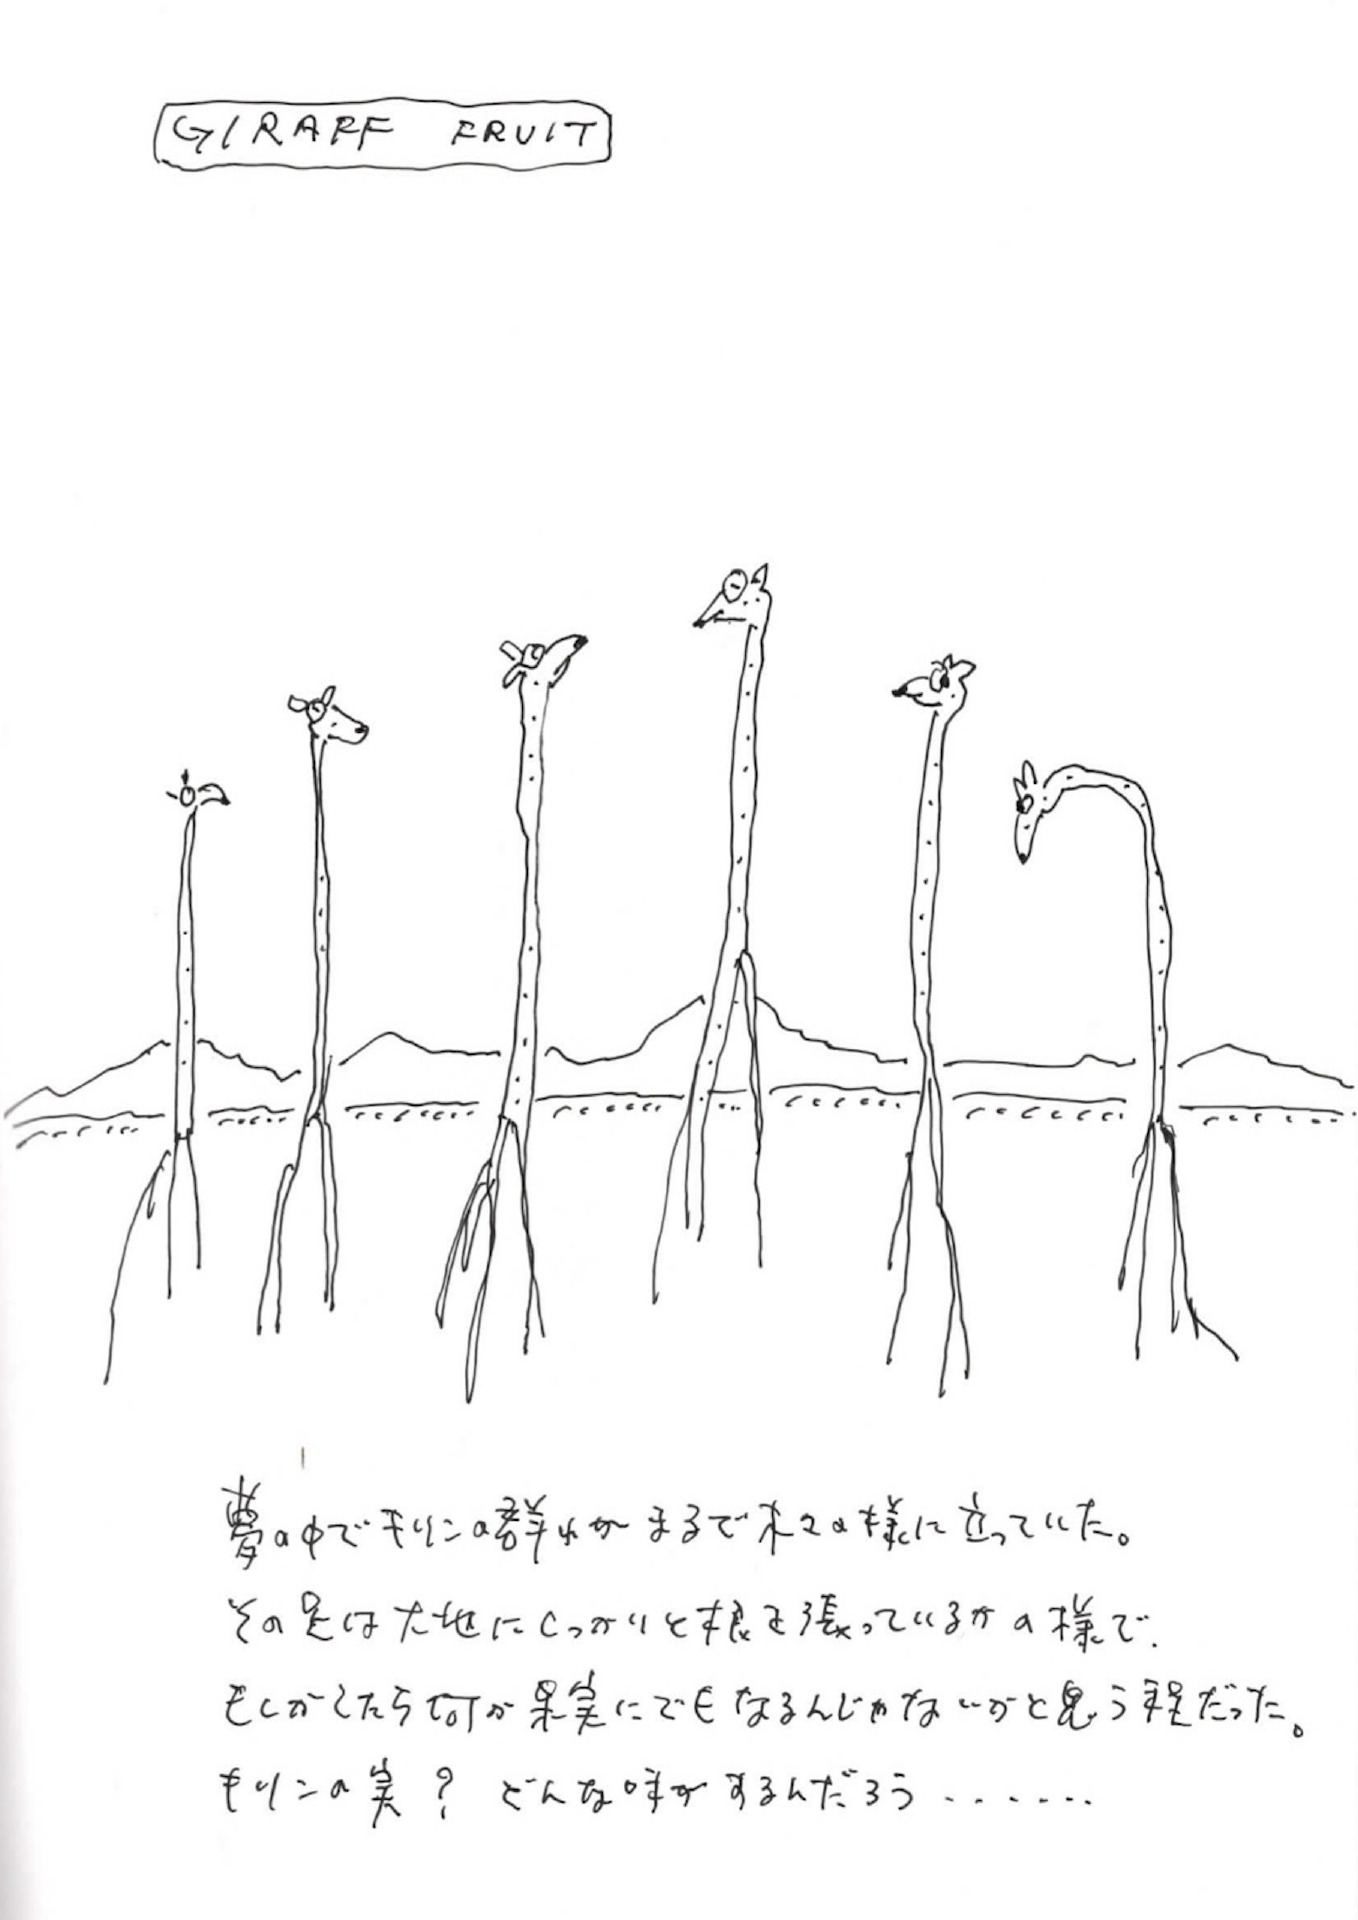 GIRAFF FRUIT
夢の中でキリンの群れがまるで木々の様に立っていた。
その足は大地にしっかりと根を張っているかの様で、
もしかしたら何か果実にでもなるんじゃないかと思う程だった。
キリンの実? どんな味がするんだろう.......